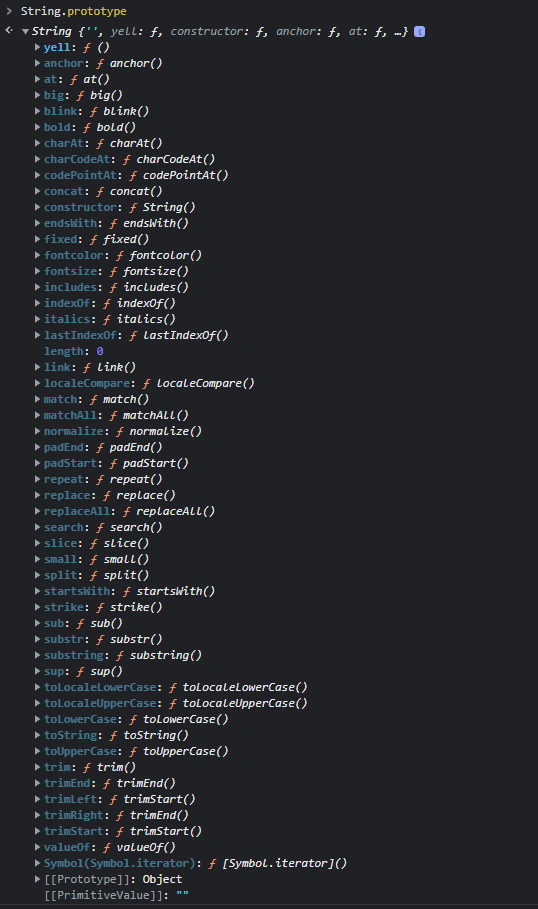 String.prototype
String {'', yell: ƒ, constructor: ƒ, anchor: ƒ, at: ƒ, …} i
yell: ƒ ()
anchor: ƒ anchor()
at: ƒ at()
big: ƒ big()
blink: ƒ blink()
bold: ƒ bold()
charAt: ƒ charAt()
charCodeAt: ƒ charCodeAt()
codePointAt: ƒ codePointAt()
concat: ƒ concat()
constructor: ƒ String()
endsWith: ƒ endsWith()
fixed: ƒ fixed()
fontcolor: ƒ fontcolor()
fontsize: ƒ fontsize()
includes: ƒ includes()
indexOf: ƒ indexOf()
italics: ƒ italics()
lastIndexOf: ƒ lastIndexOf()
length: 0
link: ƒ link()
localeCompare: ƒ localeCompare()
match: ƒ match()
matchAll: ƒ matchAll()
normalize: ƒ normalize()
padEnd: ƒ padEnd()
padStart: ƒ padStart()
repeat: ƒ repeat()
replace: ƒ replace()
replaceAll: ƒ replaceAll()
search: ƒ search()
slice: ƒ slice()
small: ƒ small()
split: ƒ split()
startsWith: ƒ startsWith()
strike: ƒ strike()
sub: ƒ sub()
substr: ƒ substr()
substring: ƒ substring()
sup: ƒ sup()
toLocaleLowerCase: ƒ toLocaleLowerCase()
toLocaleUpperCase: ƒ toLocaleUpperCase()
toLowerCase: ƒ toLowerCase()
toString: ƒ toString()
toUpperCase: ƒ toUpperCase()
trim: ƒ trim()
trimEnd: ƒ trimEnd()
trimLeft: ƒ trimStart()
trimRight: ƒ trimEnd()
trimStart: ƒ trimStart()
valueOf: ƒ valueOf()
Symbol(Symbol.iterator): ƒ [Symbol.iterator]()
[[Prototype]]: Object
[[PrimitiveValue]]: ""